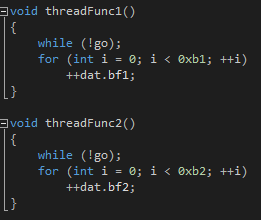 void threadFunc1()
{
    while (!go);
    for (int i = 0; i < 0xb1; ++i)
        ++dat.bf1;
}
void threadFunc2()
{
    while (!go);
    for (int i = 0; i < 0xb2; ++i)
        ++dat.bf2;
}